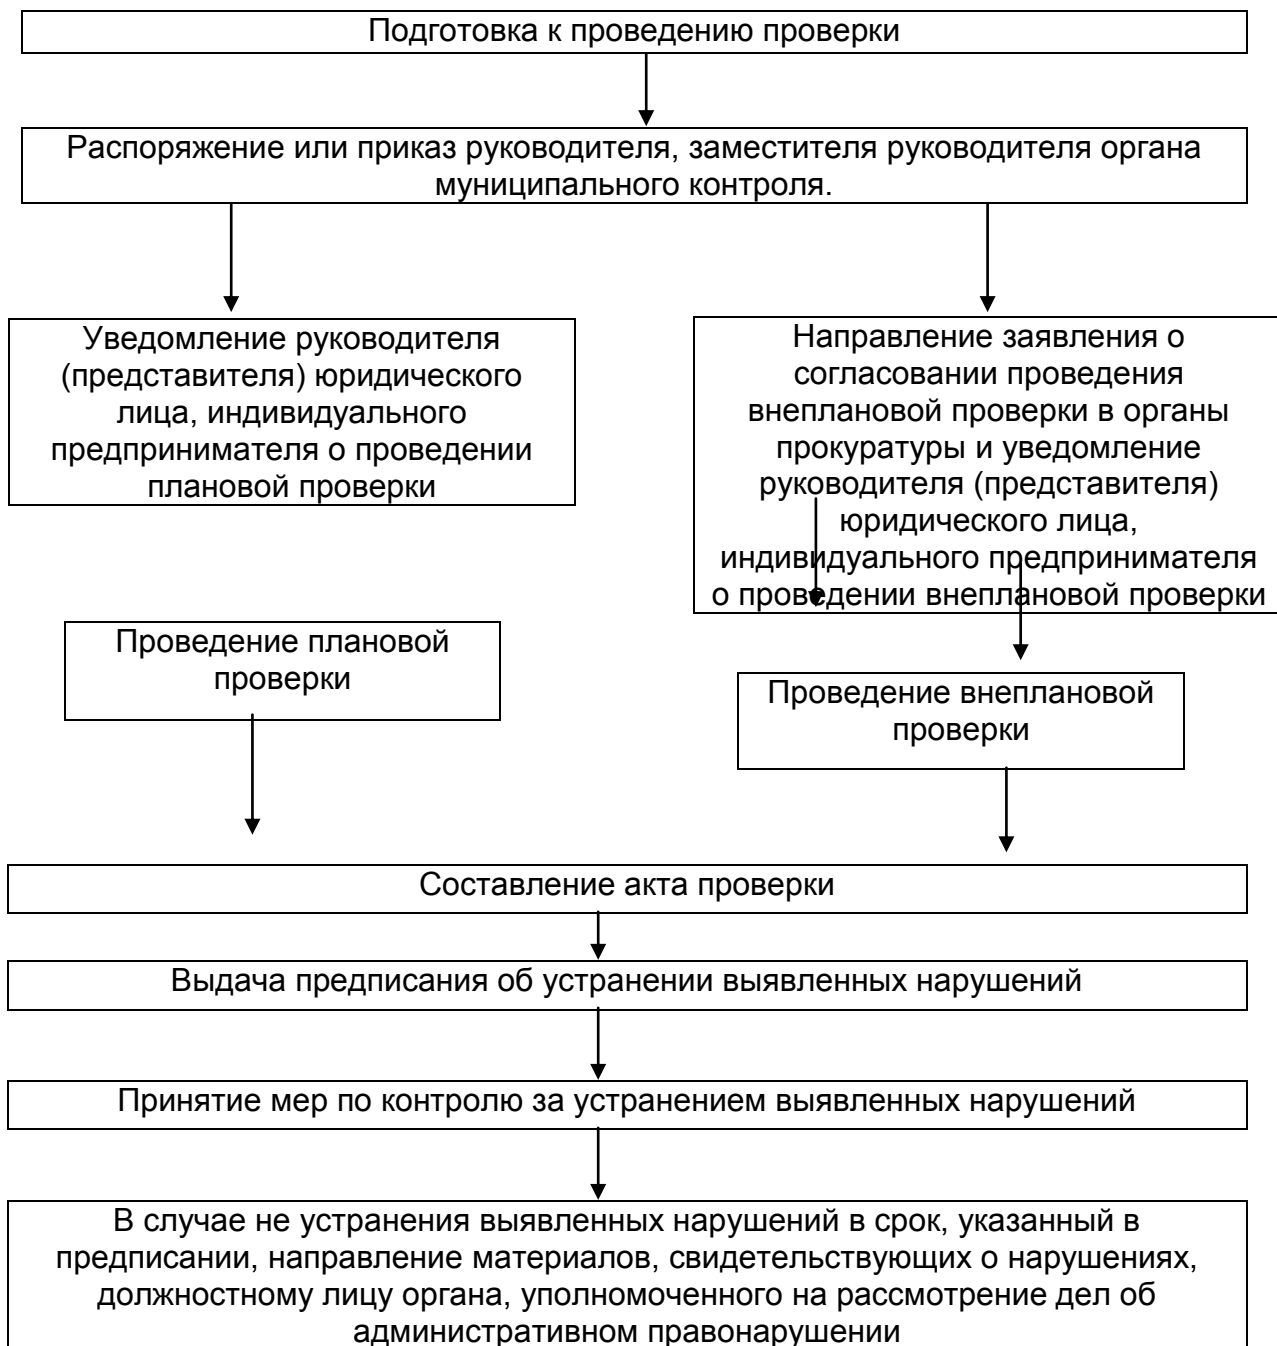 Подготовка к проведению проверки
Распоряжение или приказ руководителя, заместителя руководителя органа
муниципального контроля.
Уведомление руководителя
(представителя) юридического
лица, индивидуального
предпринимателя о проведении
плановой проверки
Направление заявления о
согласовании проведения
внеплановой проверки в органы
прокуратуры и уведомление
руководителя (представителя)
юридического лица,
индивидуального предпринимателя
о проведении внеплановой проверки
Проведение плановой
проверки
Проведение внеплановой
проверки
Составление акта проверки
Выдача предписания об устранении выявленных нарушений
Принятие мер по контролю за устранением выявленных нарушений
В случае не устранения выявленных нарушений в срок, указанный в
предписании, направление материалов, свидетельствующих о нарушениях,
должностному лицу органа, уполномоченного на рассмотрение дел об
административном правонарушении